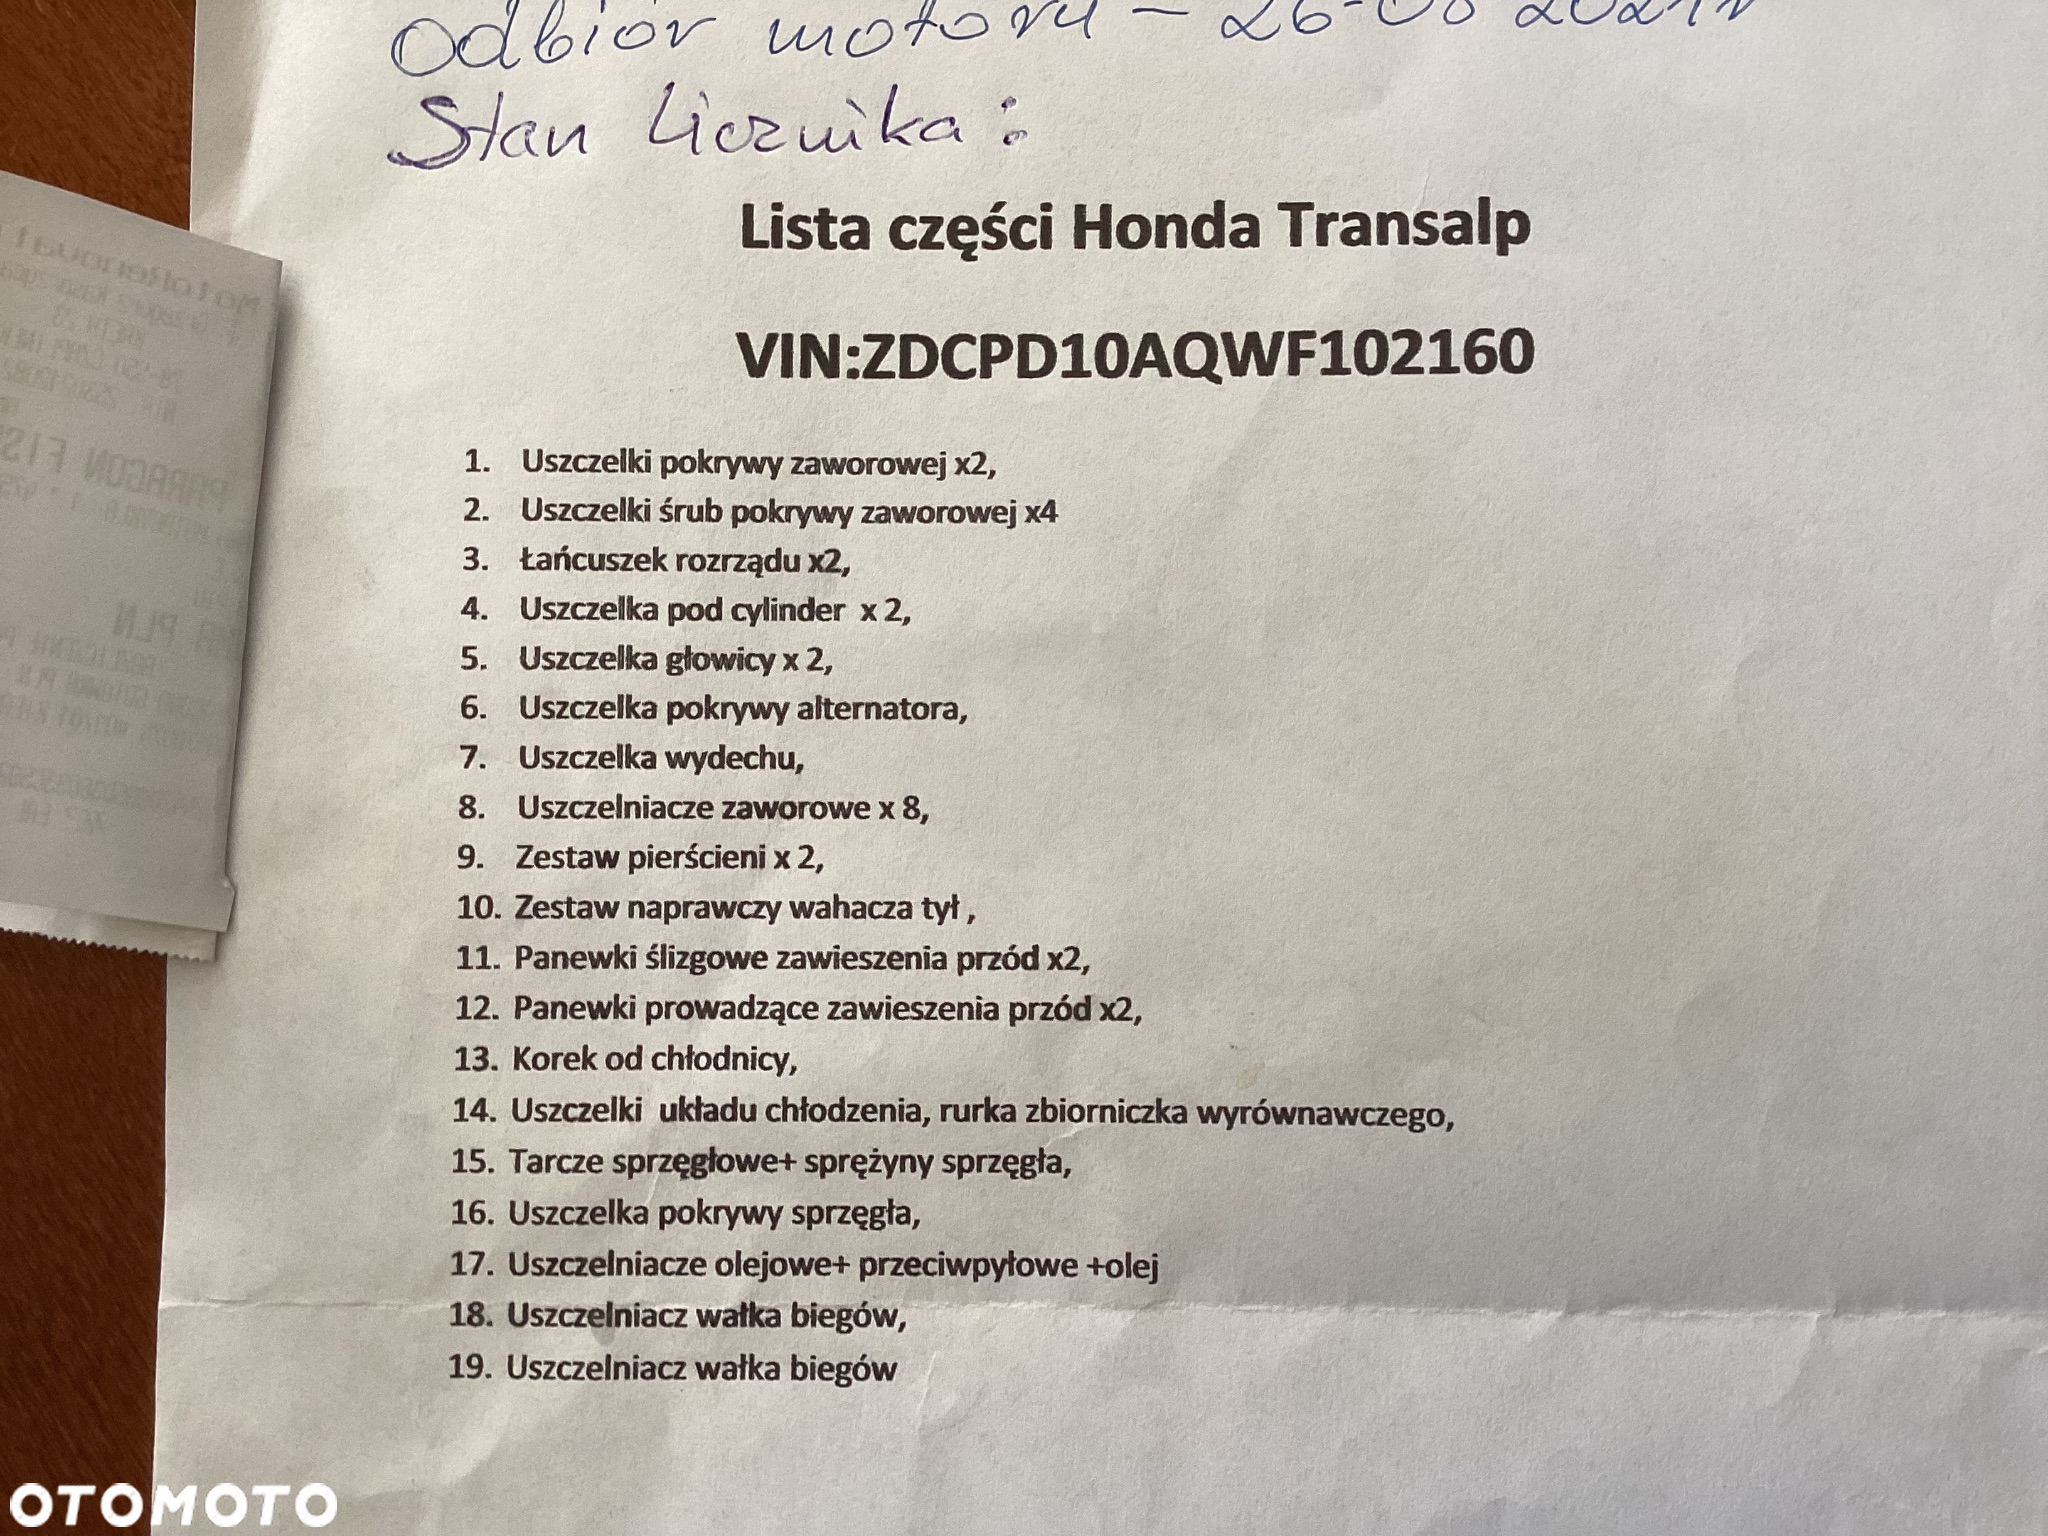 Odbiór motoru - 26-08 2021r
Stan licznika:
Lista części Honda Transalp
VIN:ZDCPD10AQWF102160
1. Uszczelki pokrywy zaworowej x2,
2. Uszczelki śrub pokrywy zaworowej x4
3. Łańcuszek rozrządu x2,
4. Uszczelka pod cylinder x 2,
5. Uszczelka głowicy x 2,
6. Uszczelka pokrywy alternatora,
7. Uszczelka wydechu,
8. Uszczelniacze zaworowe x 8,
9. Zestaw pierścieni x 2,
10. Zestaw naprawczy wahacza tył ,
11. Panewki ślizgowe zawieszenia przód x2,
12. Panewki prowadzące zawieszenia przód x2,
13. Korek od chłodnicy,
14. Uszczelki układu chłodzenia, rurka zbiorniczka wyrównawczego,
15. Tarcze sprzęgłowe+ sprężyny sprzęgła,
16. Uszczelka pokrywy sprzęgła,
17. Uszczelniacze olejowe+ przeciwpyłowe +olej
18. Uszczelniacz wałka biegów,
19. Uszczelniacz wałka biegów
PARAGON
PLN
OTOMOTO